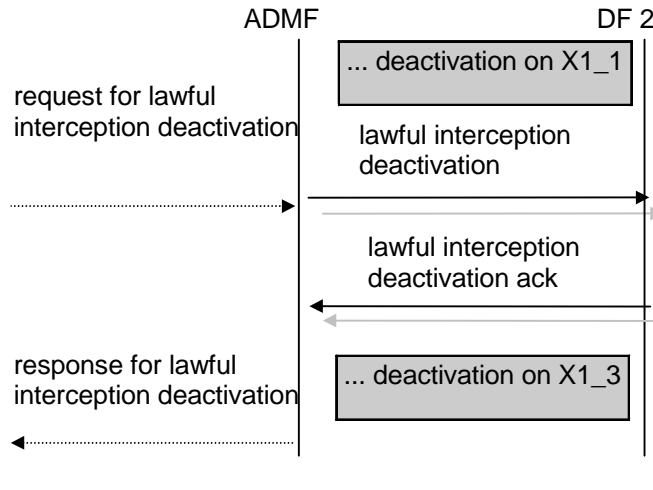 ADMF
DF 2
... deactivation on X1_1
request for lawful
interception deactivation
lawful interception
deactivation
lawful interception
deactivation ack
response for lawful
interception deactivation
... deactivation on X1_3